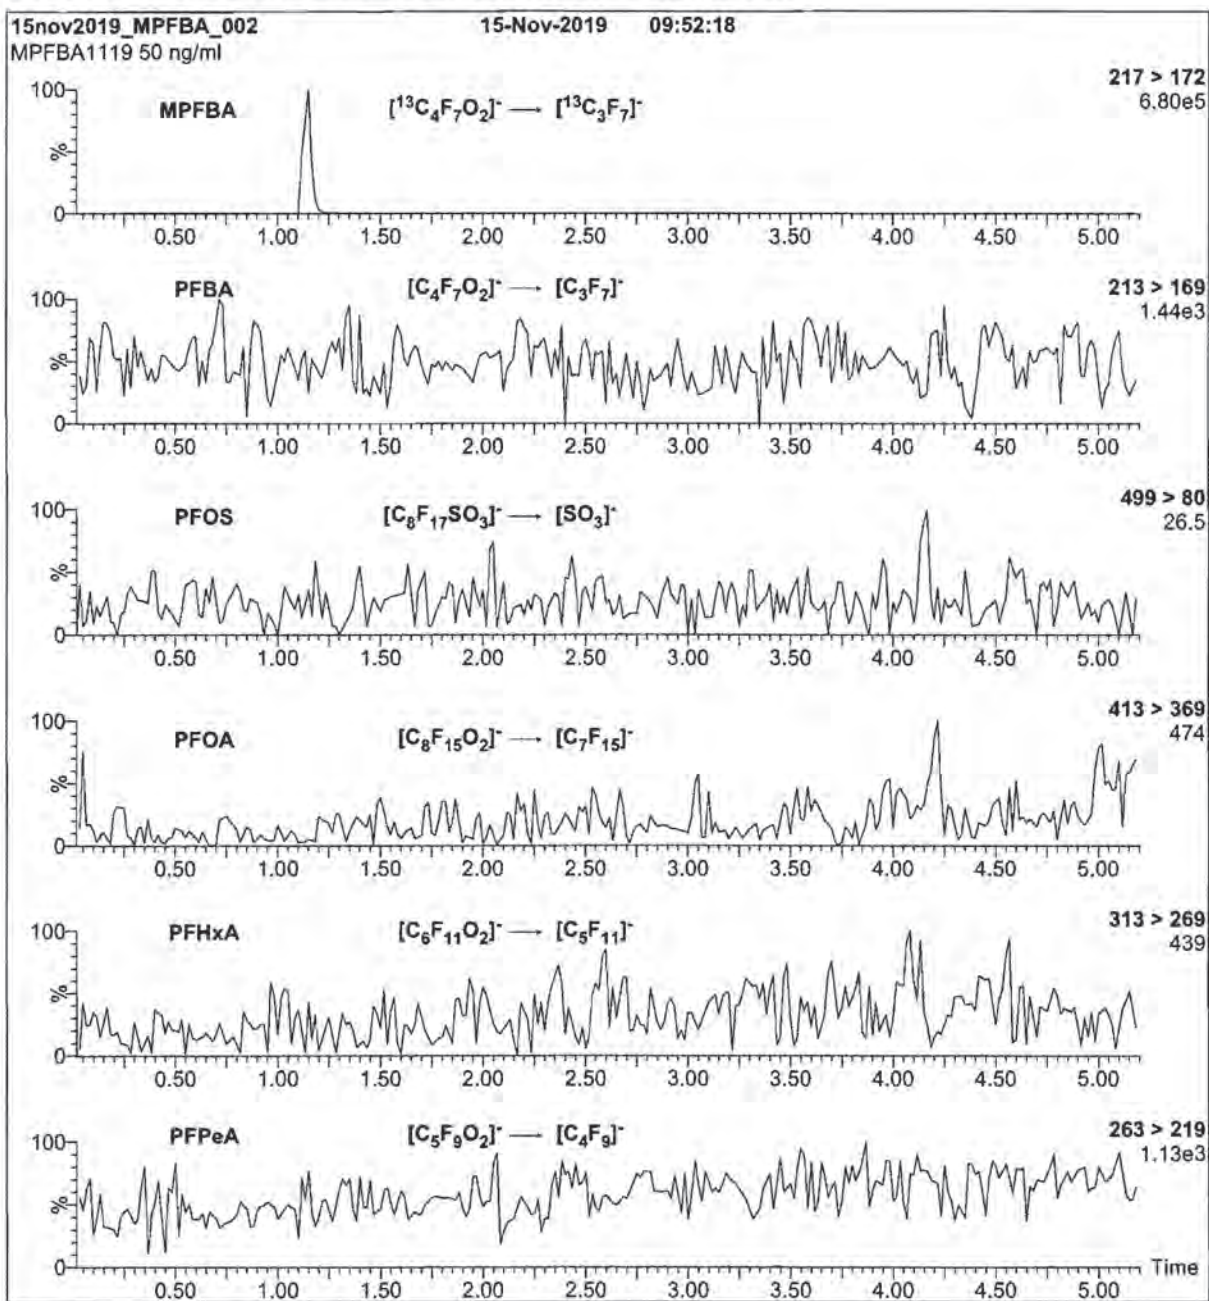 15nov2019_MPFBA_002 15-Nov-2019 09:52:18
MPFBA1119 50 ng/ml
217 > 172
6.80e5
100
MPFBA [¹³C₄F₇O₂]⁻ → [¹³C₃F₇]⁻
%
0
0.50 1.00 1.50 2.00 2.50 3.00 3.50 4.00 4.50 5.00
213 > 169
1.44e3
100
PFBA [C₄F₇O₂]⁻ → [C₃F₇]⁻
%
0
0.50 1.00 1.50 2.00 2.50 3.00 3.50 4.00 4.50 5.00
499 > 80
26.5
100
PFOS [C₈F₁₇SO₃]⁻ → [SO₃]⁻
%
0
0.50 1.00 1.50 2.00 2.50 3.00 3.50 4.00 4.50 5.00
413 > 369
474
100
PFOA [C₈F₁₅O₂]⁻ → [C₇F₁₅]⁻
%
0
0.50 1.00 1.50 2.00 2.50 3.00 3.50 4.00 4.50 5.00
313 > 269
439
100
PFHxA [C₆F₁₁O₂]⁻ → [C₅F₁₁]⁻
%
0
0.50 1.00 1.50 2.00 2.50 3.00 3.50 4.00 4.50 5.00
263 > 219
1.13e3
100
PFPeA [C₅F₉O₂]⁻ → [C₄F₉]⁻
%
0
Time
0.50 1.00 1.50 2.00 2.50 3.00 3.50 4.00 4.50 5.00